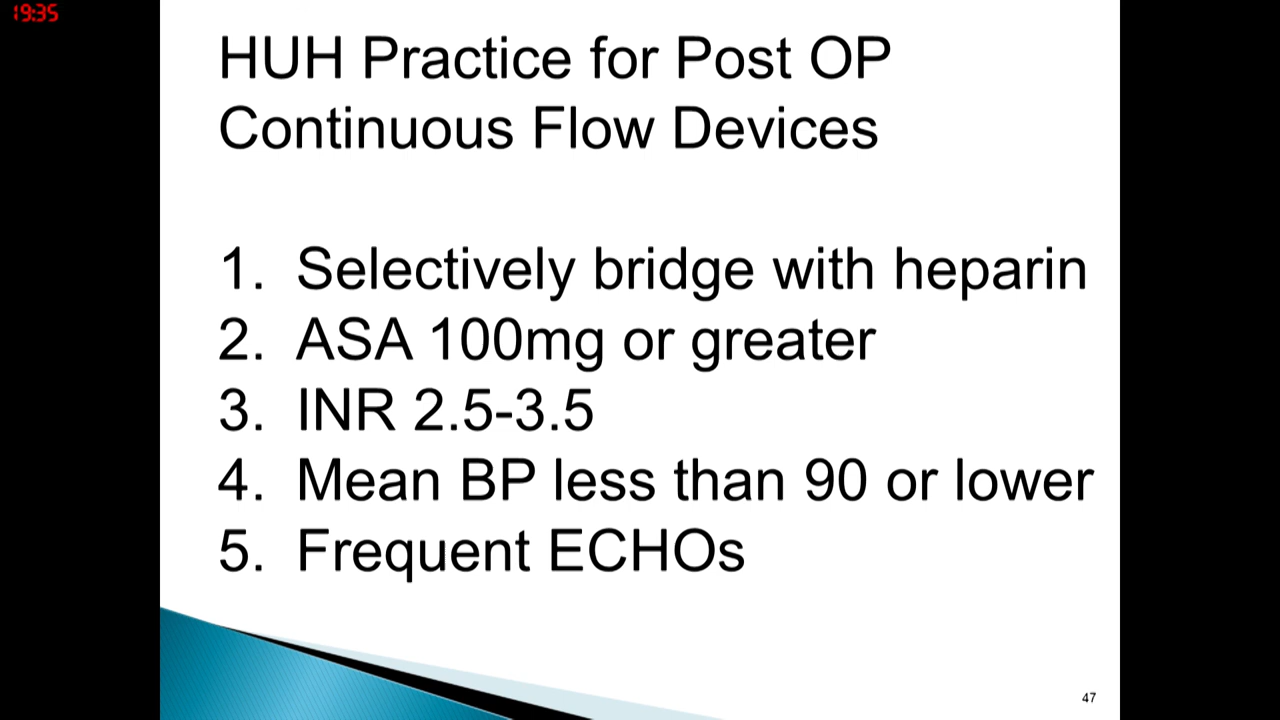 19:35
HUH Practice for Post OP
Continuous Flow Devices
1. Selectively bridge with heparin
2. ASA 100mg or greater
3. INR 2.5-3.5
4. Mean BP less than 90 or lower
5. Frequent ECHOs
47